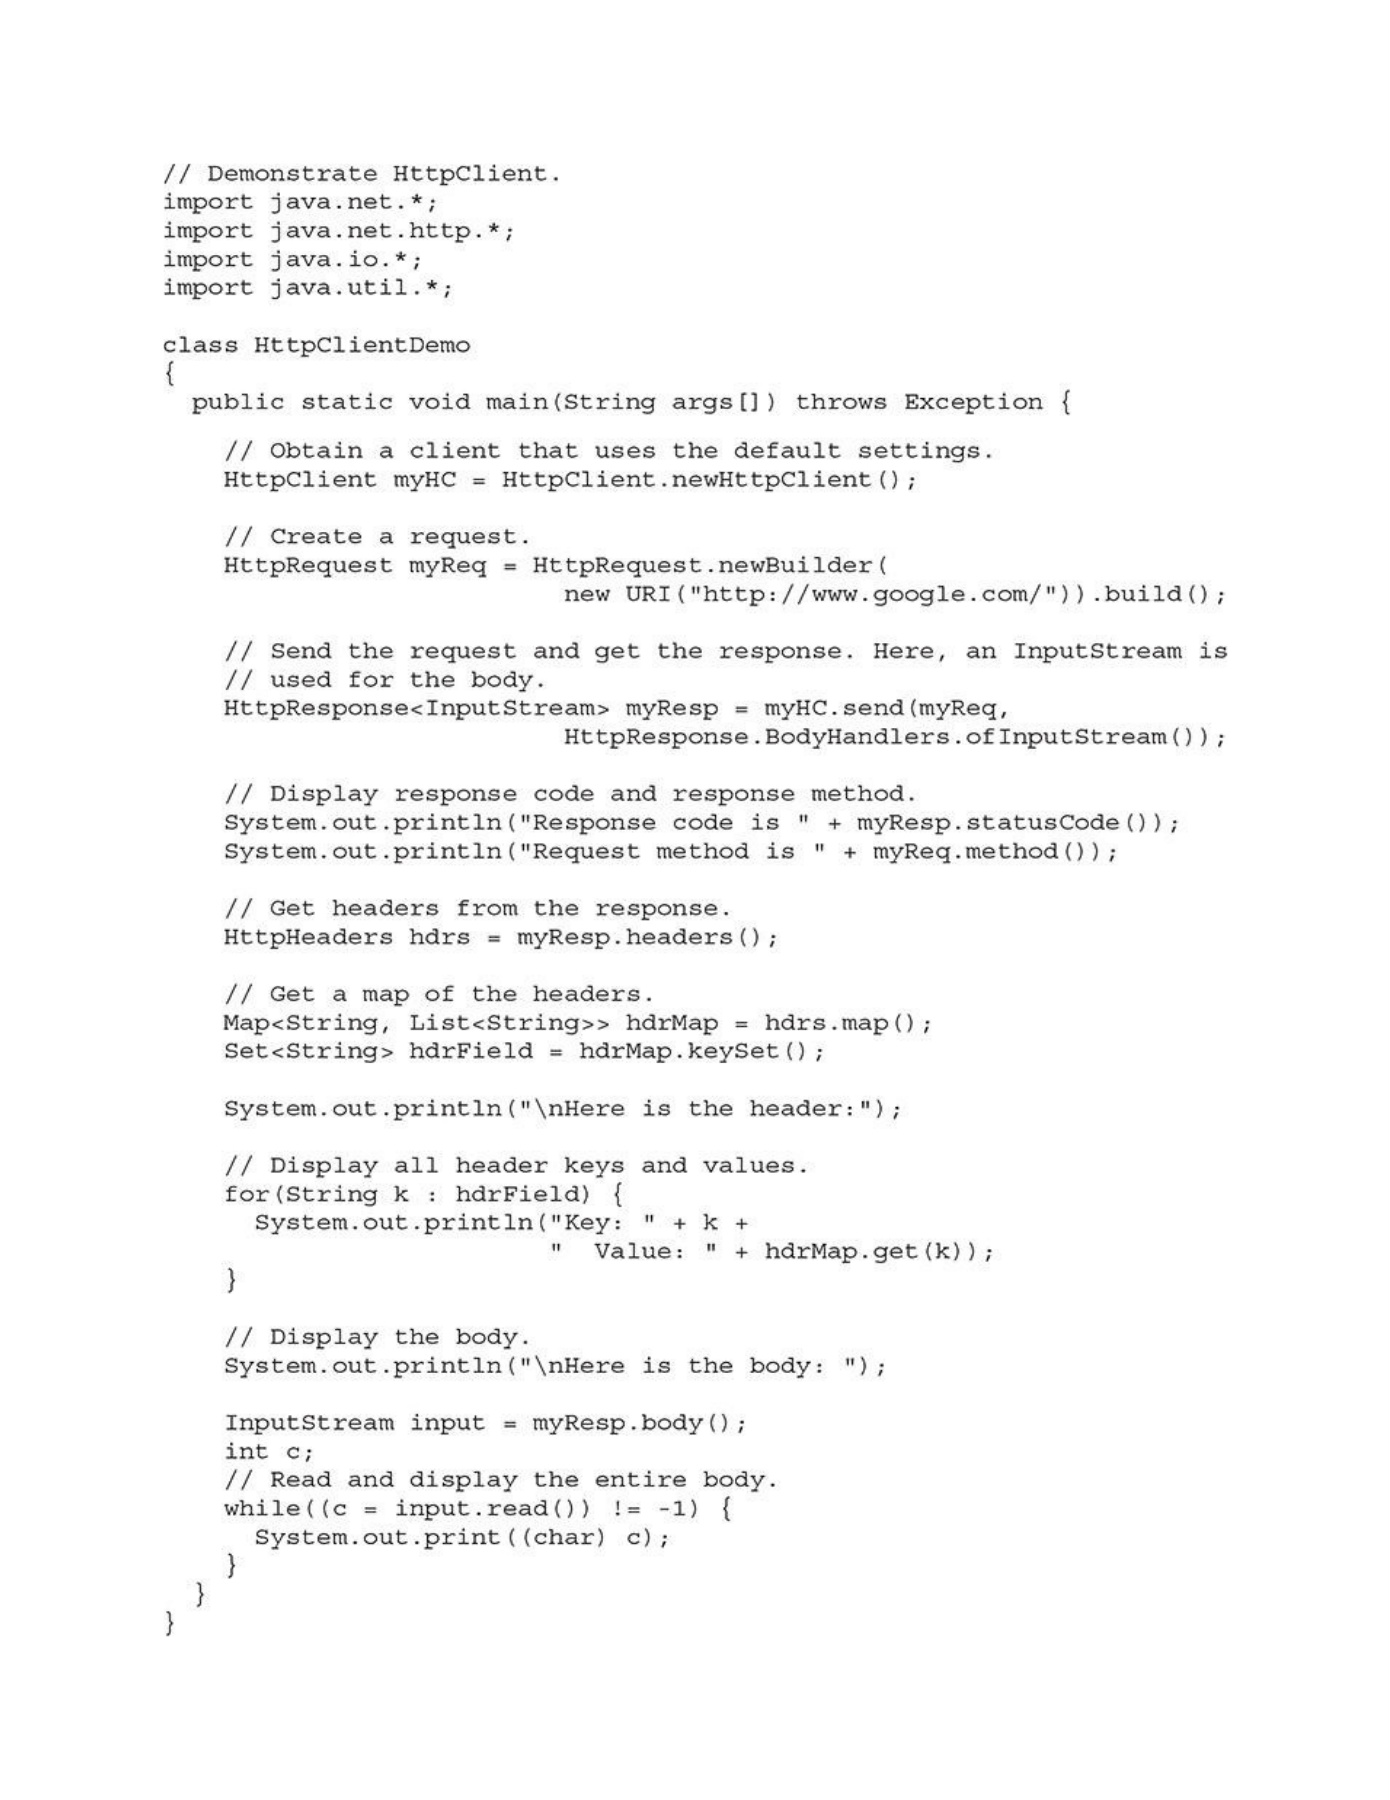 // Demonstrate HttpClient.
import java.net.*;
import java.net.http.*;
import java.io.*;
import java.util.*;

class HttpClientDemo
{
  public static void main(String args[]) throws Exception {

    // Obtain a client that uses the default settings.
    HttpClient myHC = HttpClient.newHttpClient();

    // Create a request.
    HttpRequest myReq = HttpRequest.newBuilder(
                          new URI("http://www.google.com/")).build();

    // Send the request and get the response. Here, an InputStream is
    // used for the body.
    HttpResponse<InputStream> myResp = myHC.send(myReq,
                          HttpResponse.BodyHandlers.ofInputStream());

    // Display response code and response method.
    System.out.println("Response code is " + myResp.statusCode());
    System.out.println("Request method is " + myReq.method());

    // Get headers from the response.
    HttpHeaders hdrs = myResp.headers();

    // Get a map of the headers.
    Map<String, List<String>> hdrMap = hdrs.map();
    Set<String> hdrField = hdrMap.keySet();

    System.out.println("\nHere is the header:");

    // Display all header keys and values.
    for(String k : hdrField) {
      System.out.println("Key: " + k +
                         "  Value: " + hdrMap.get(k));
    }

    // Display the body.
    System.out.println("\nHere is the body: ");

    InputStream input = myResp.body();
    int c;
    // Read and display the entire body.
    while((c = input.read()) != -1) {
      System.out.print((char) c);
    }
  }
}